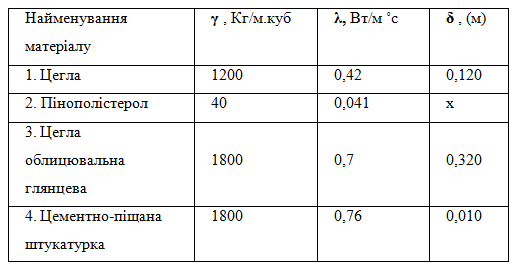 Найменування матеріалу γ , Кг/м.куб λ, Вт/м ˚с δ , (м)
1. Цегла 1200 0,42 0,120
2. Пінополістерол 40 0,041 х
3. Цегла облицювальна глянцева 1800 0,7 0,320
4. Цементно-піщана штукатурка 1800 0,76 0,010